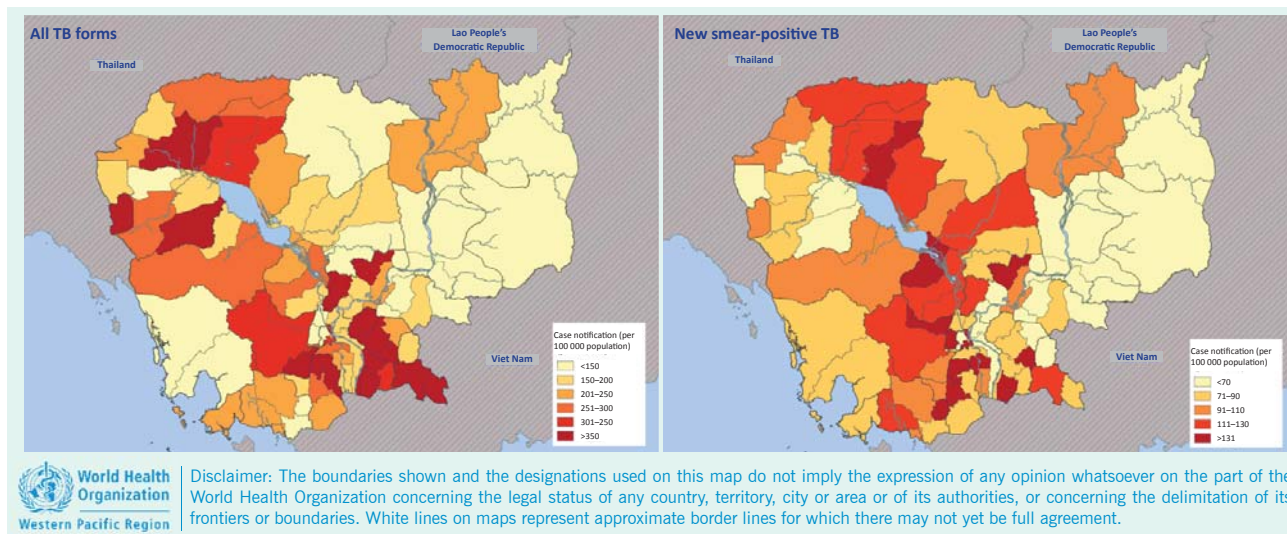 All TB forms
Lao People's
Democratic Republic
Thailand
Viet Nam
Case notification (per
100 000 population)
<150
150–200
201–250
251–300
301–250
>350
New smear-positive TB
Lao People's
Democratic Republic
Thailand
Viet Nam
Case notification (per
100 000 population)
<70
71–90
91–110
111–130
>131
World Health
Organization
Western Pacific Region
Disclaimer: The boundaries shown and the designations used on this map do not imply the expression of any opinion whatsoever on the part of the
World Health Organization concerning the legal status of any country, territory, city or area or of its authorities, or concerning the delimitation of its
frontiers or boundaries. White lines on maps represent approximate border lines for which there may not yet be full agreement.